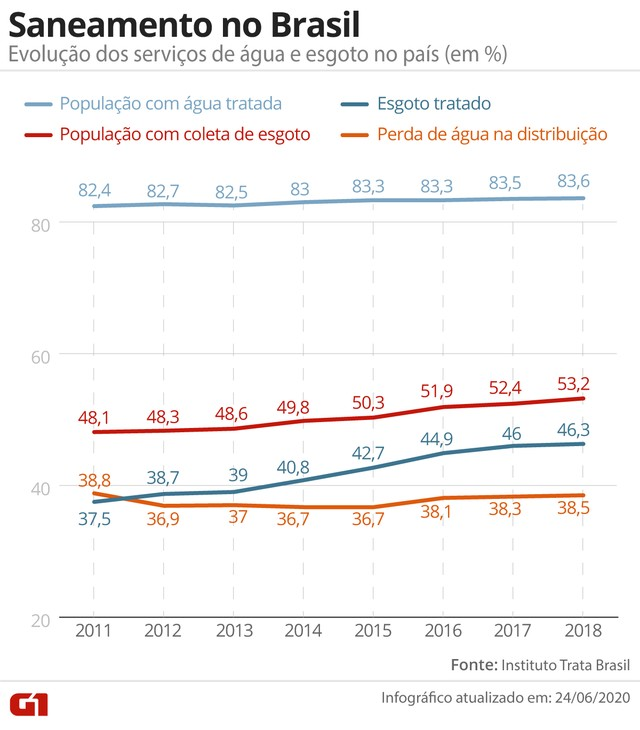 Saneamento no Brasil
Evolução dos serviços de água e esgoto no país (em %)
População com água tratada
Esgoto tratado
População com coleta de esgoto
Perda de água na distribuição
82,4 82,7 82,5 83 83,3 83,3 83,5 83,6
80
60
48,1 48,3 48,6 49,8 50,3 51,9 52,4 53,2
38,7 39 40,8 42,7 44,9 46 46,3
38,8
40
37,5
36,9 37 36,7 36,7 38,1 38,3 38,5
20
2011 2012 2013 2014 2015 2016 2017 2018
Fonte: Instituto Trata Brasil
G1
Infográfico atualizado em: 24/06/2020